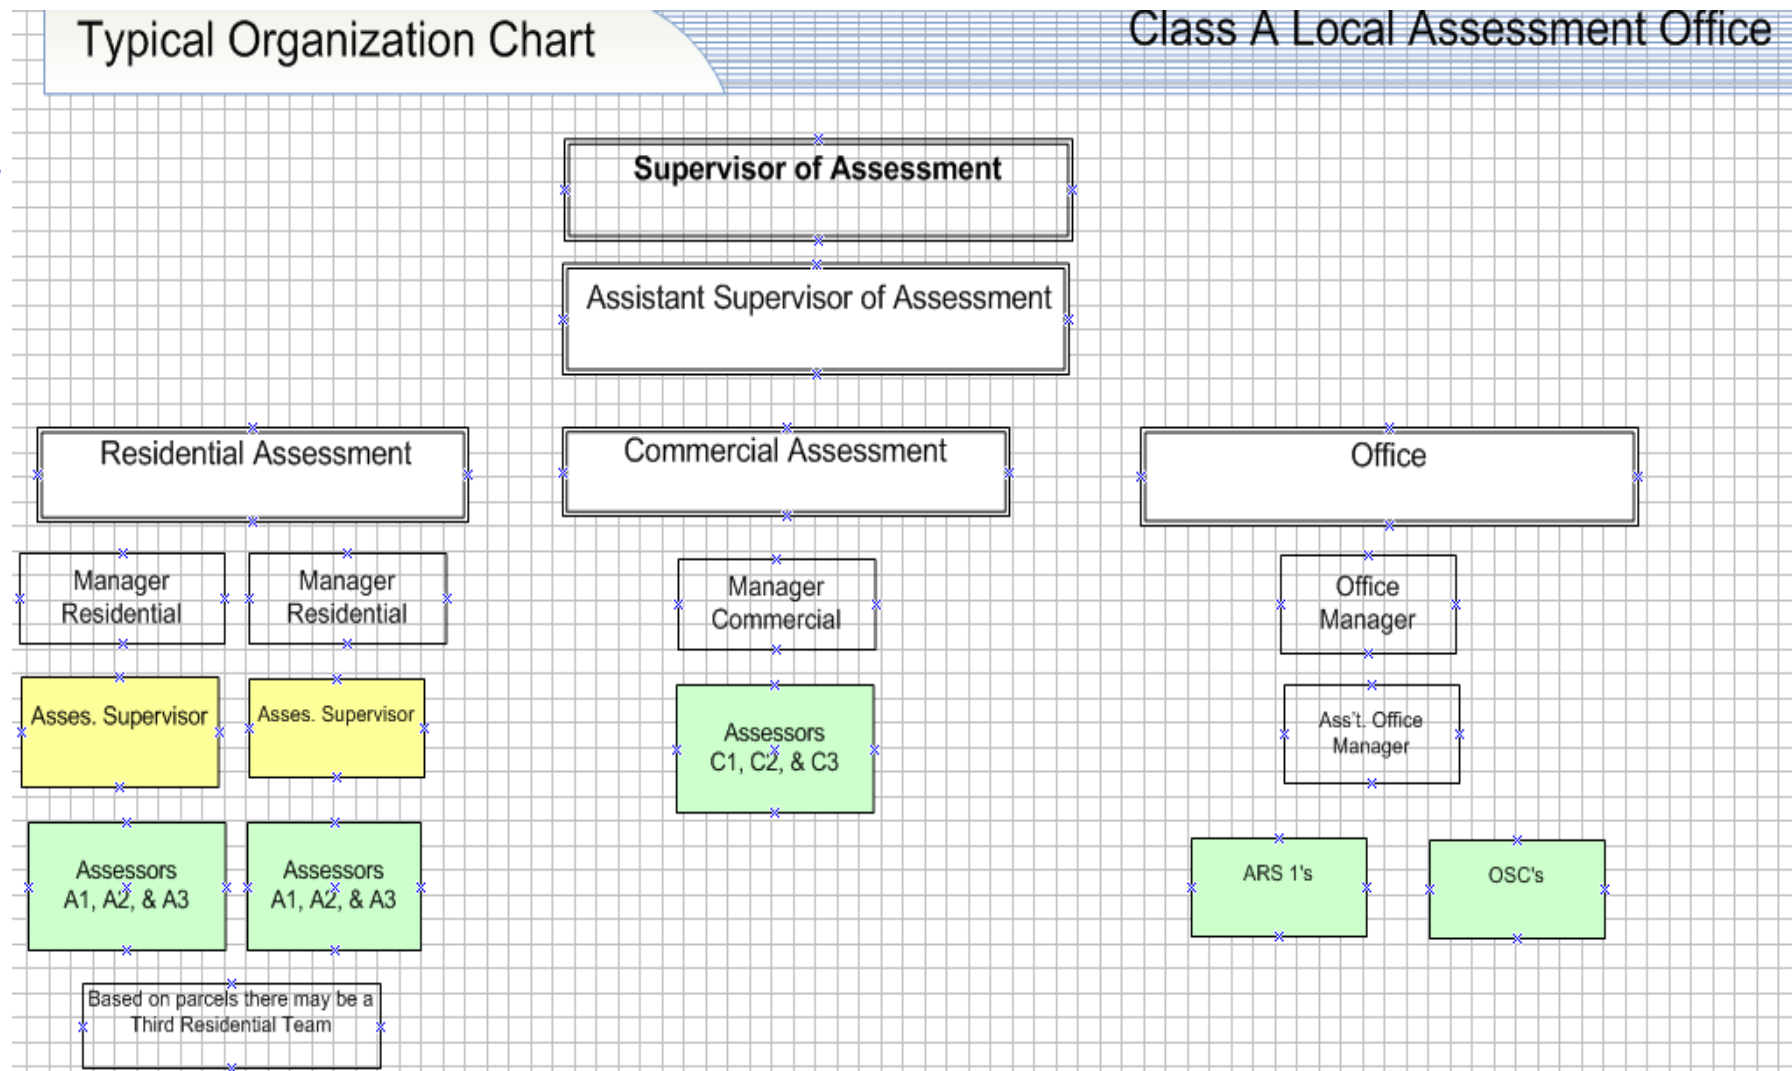 Typical Organization Chart
Class A Local Assessment Office
Supervisor of Assessment
Assistant Supervisor of Assessment
Residential Assessment
Commercial Assessment
Office
Manager
Residential
Manager
Residential
Manager
Commercial
Office
Manager
Asses. Supervisor
Asses. Supervisor
Assessors
C1, C2, & C3
Ass't. Office
Manager
Assessors
A1, A2, & A3
Assessors
A1, A2, & A3
ARS 1's
OSC's
Based on parcels there may be a
Third Residential Team